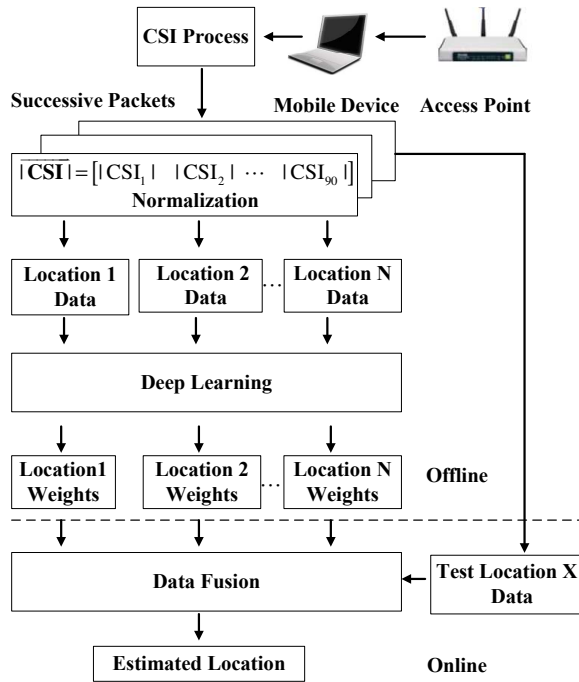 CSI Process
Successive Packets
Mobile Device
Access Point
|CSI| = [|CSI₁| |CSI₂| ⋯ |CSI₉₀|]
Normalization
Location 1
Data
Location 2
Data
...
Location N
Data
Deep Learning
Location1
Weights
Location 2
Weights
...
Location N
Weights
Offline
Data Fusion
Test Location X
Data
Estimated Location
Online